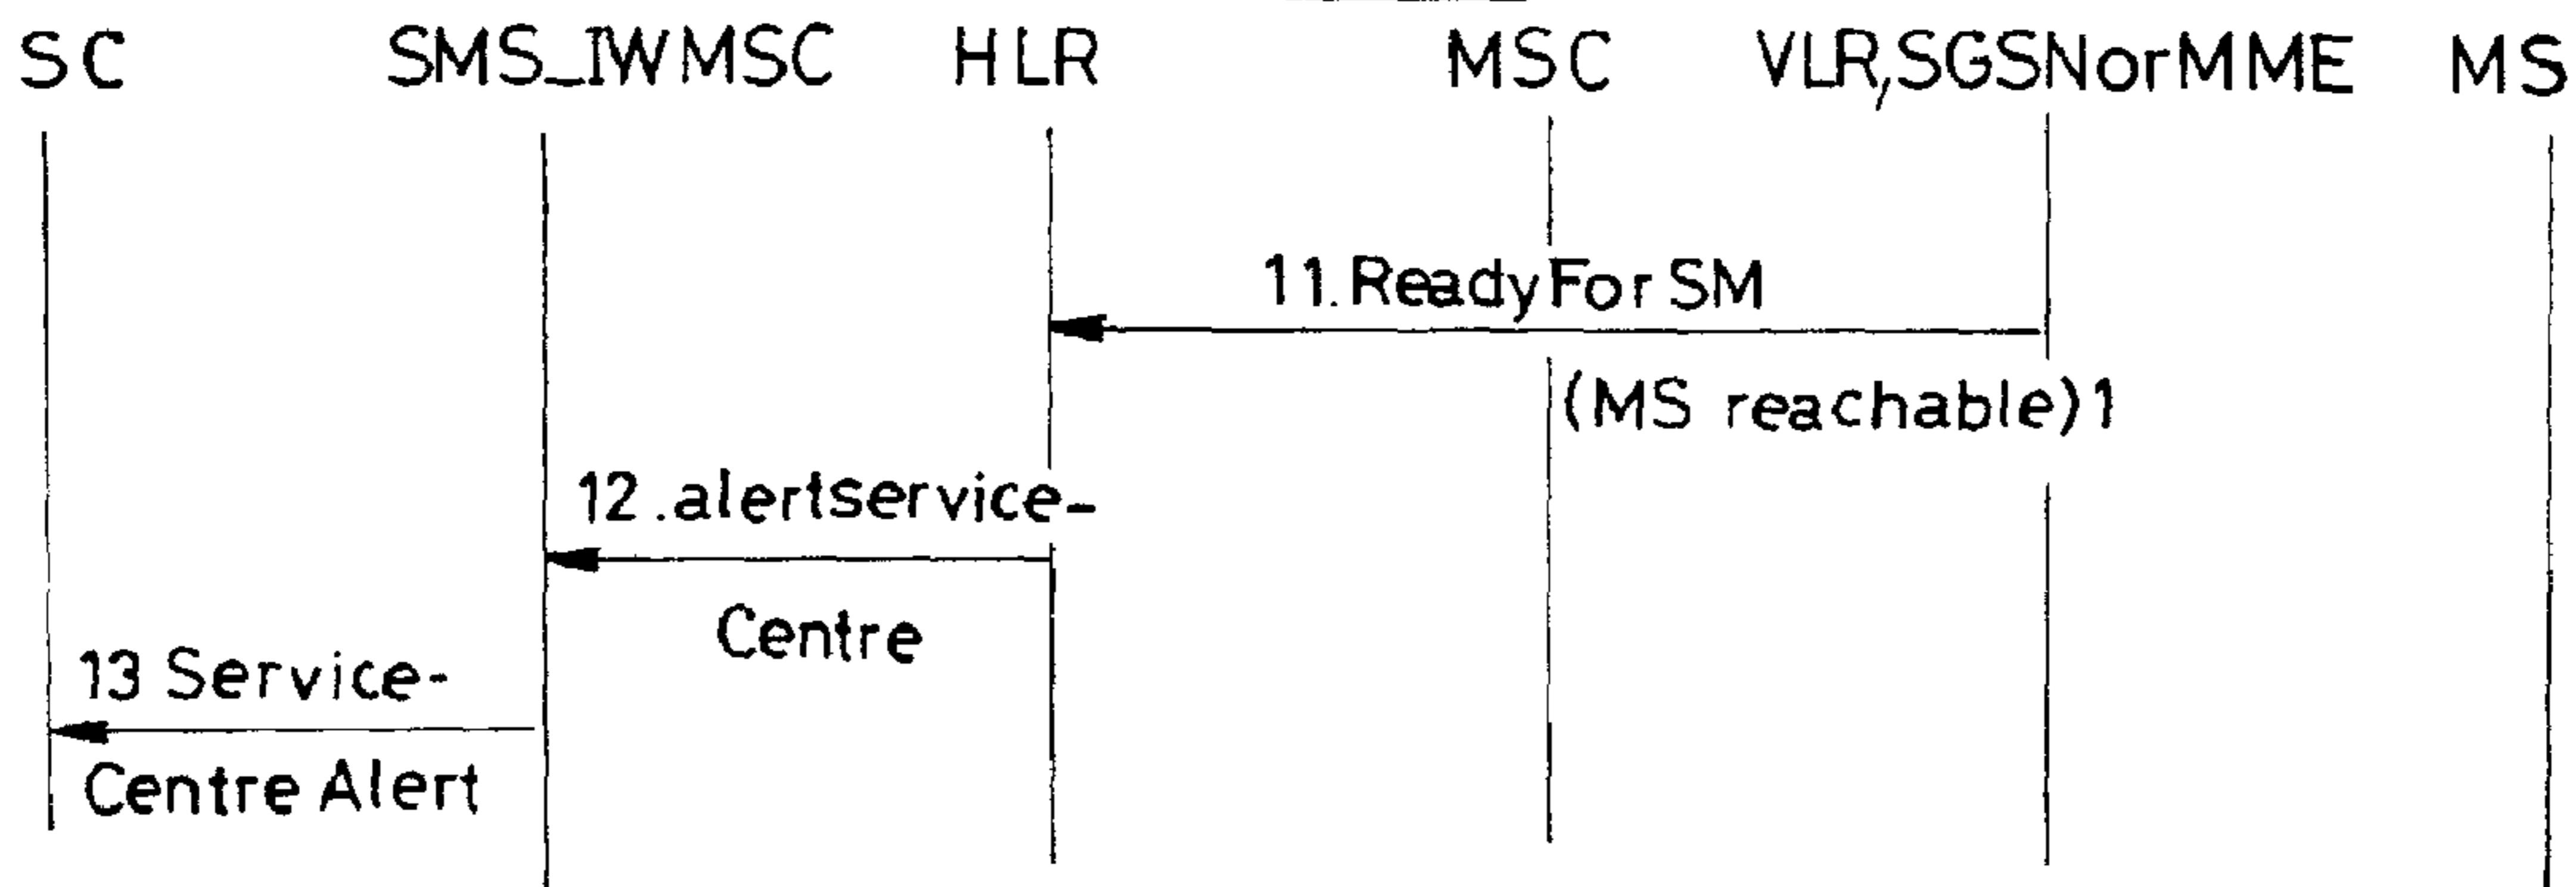 SC SMS_IWMSC HLR MSC VLR,SGSNorMME MS
11.ReadyForSM
(MS reachable)1
12.alertservice-
Centre
13 Service-
Centre Alert